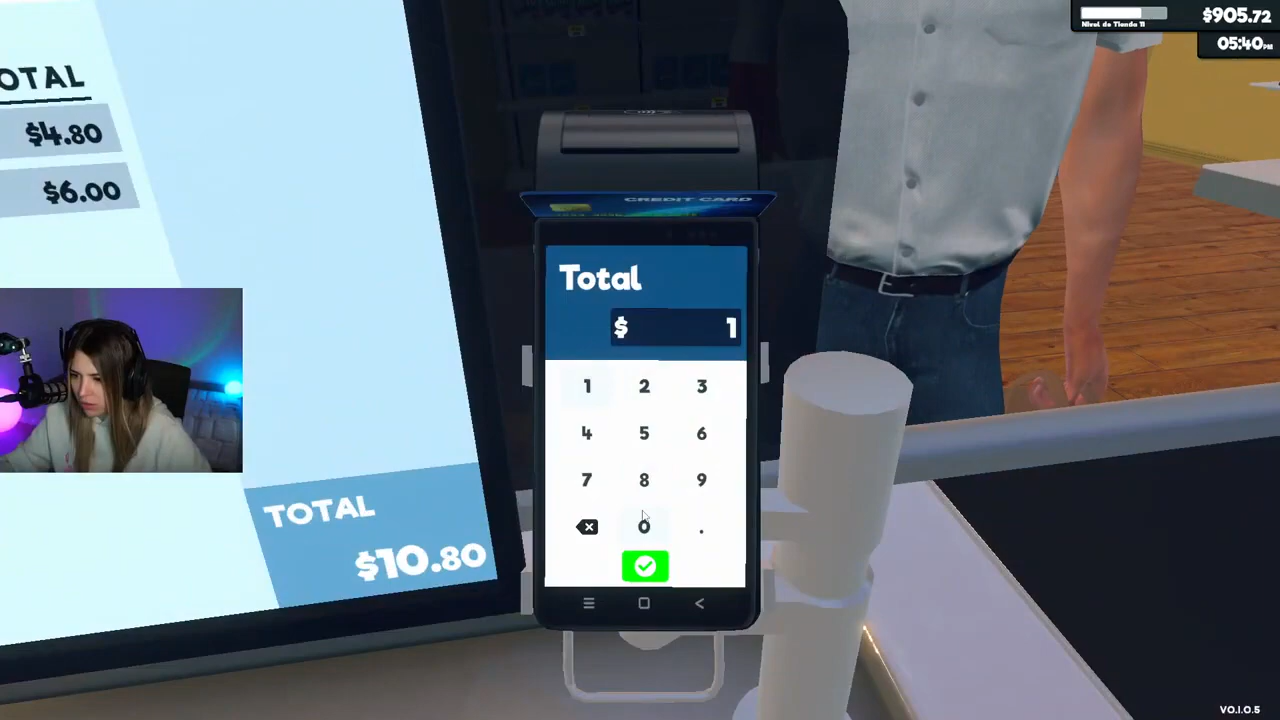 $905.72
Nivel de Tienda 11
05:40PM
OTAL
$4.80
$6.00
CREDIT CARD
Total
$ 1
1 2 3
4 5 6
7 8 9
0 .
TOTAL
$10.80
V0.1.0.5